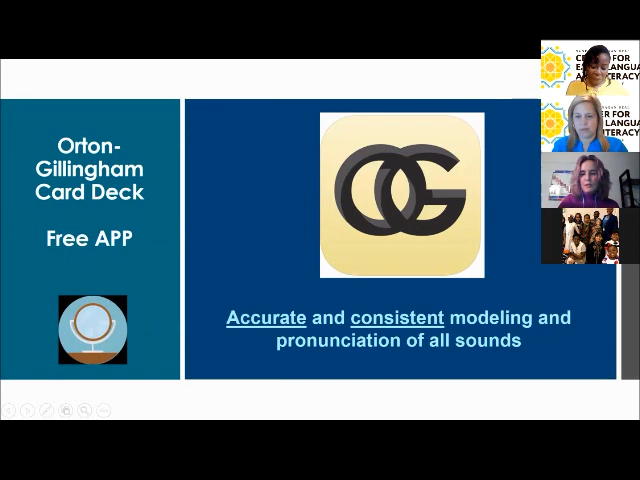 Orton-
Gillingham
Card Deck
Free APP
OG
Accurate and consistent modeling and
pronunciation of all sounds